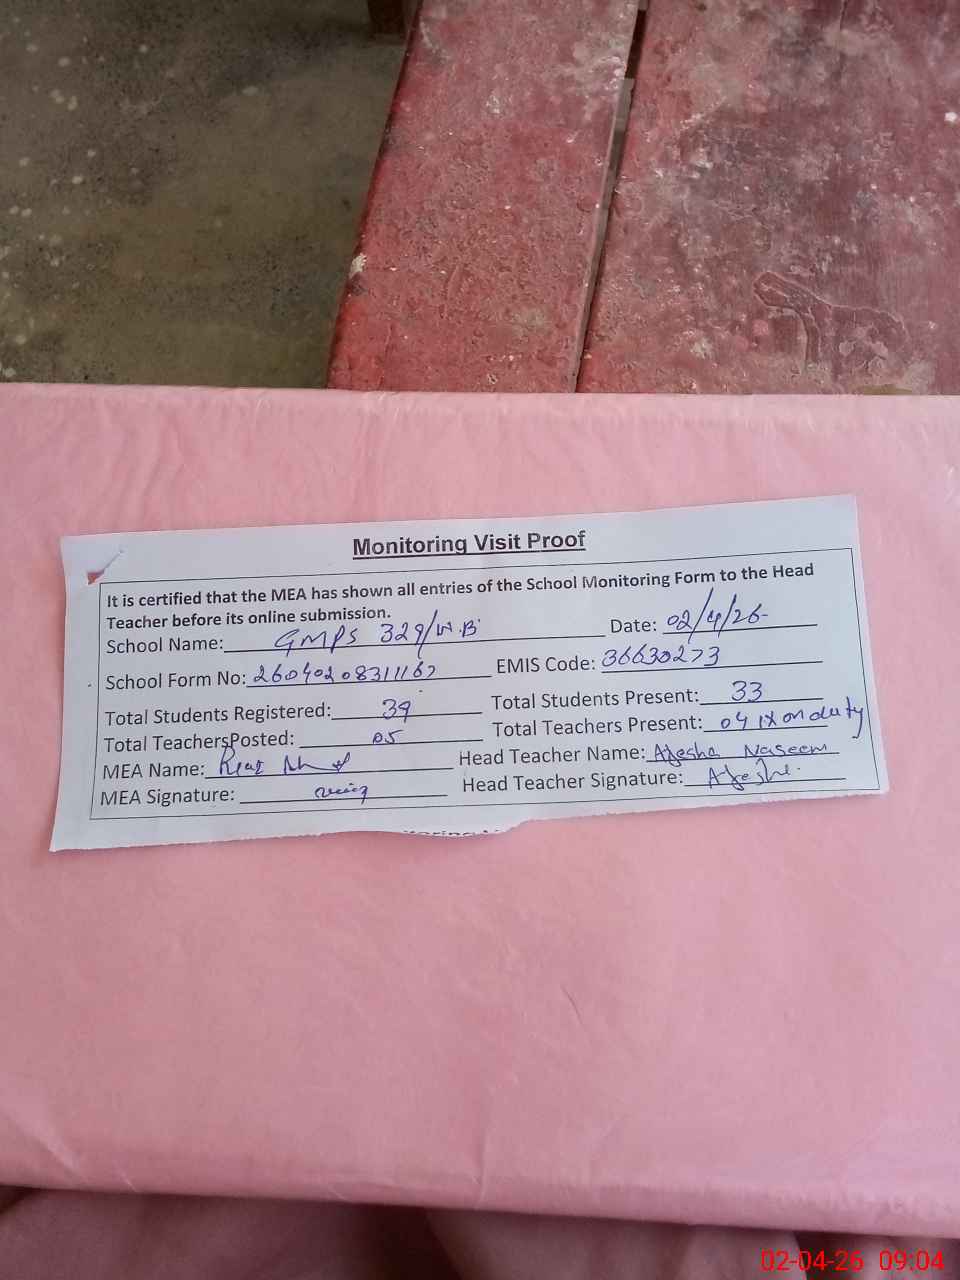 Monitoring Visit Proof
It is certified that the MEA has shown all entries of the School Monitoring Form to the Head
Teacher before its online submission.
School Name: GMPS 329/W.B Date: 02/4/26
School Form No: EMIS Code: 36630273
Total Students Registered: 39 Total Students Present: 33
Total TeachersPosted: 05 Total Teachers Present: 04 1x on duty
MEA Name: Head Teacher Name: Ayesha Naseem
MEA Signature: Head Teacher Signature: Ayesha
02-04-26 09:04